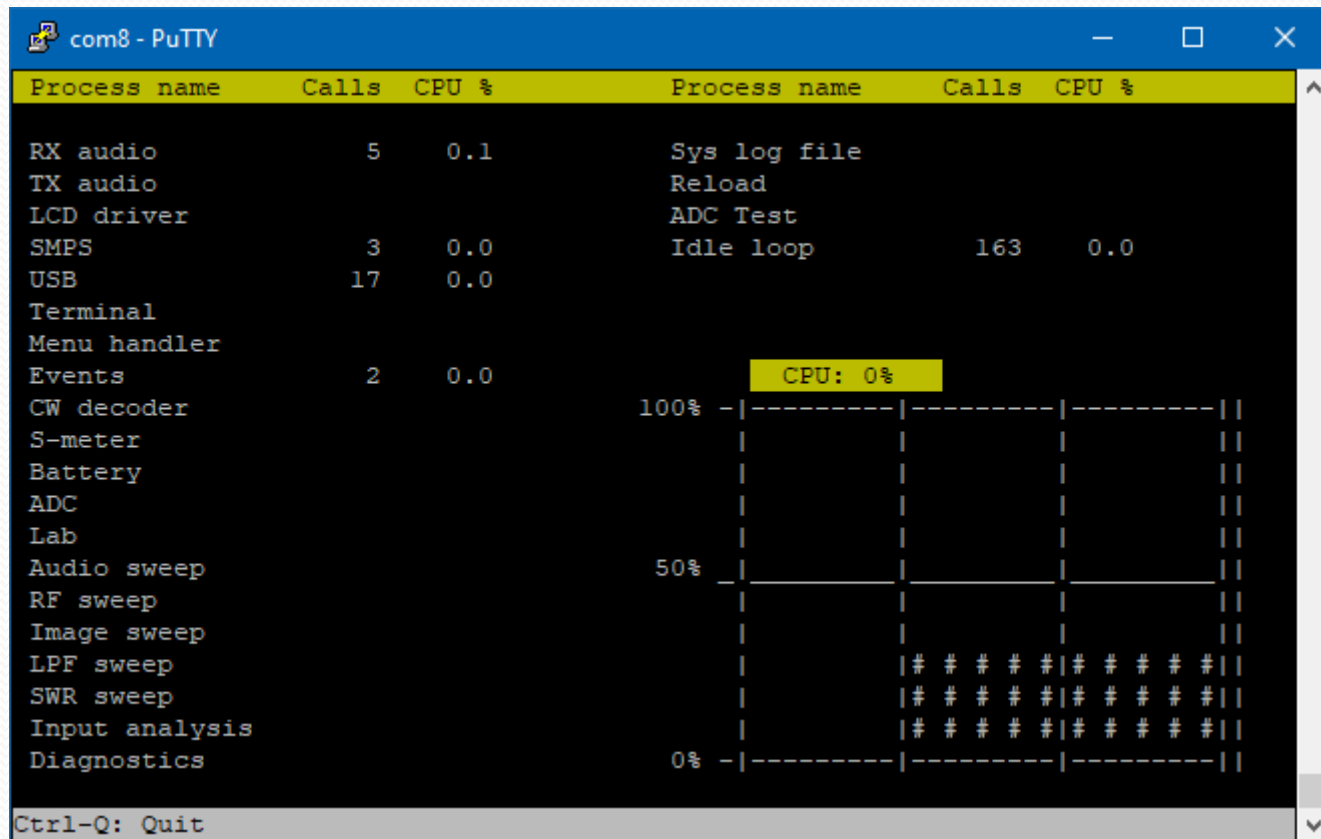 com8 - PuTTY
Process name Calls CPU % Process name Calls CPU %
RX audio 5 0.1 Sys log file
TX audio Reload
LCD driver ADC Test
SMPS 3 0.0 Idle loop 163 0.0
USB 17 0.0
Terminal
Menu handler
Events 2 0.0 CPU: 0%
CW decoder 100% -|---------|---------|---------||
S-meter | | | ||
Battery | | | ||
ADC | | | ||
Lab | | | ||
Audio sweep 50% _|_________|_________|_________||
RF sweep | | | ||
Image sweep | | | ||
LPF sweep | |# # # # #|# # # # #||
SWR sweep | |# # # # #|# # # # #||
Input analysis | |# # # # #|# # # # #||
Diagnostics 0% -|---------|---------|---------||
Ctrl-Q: Quit